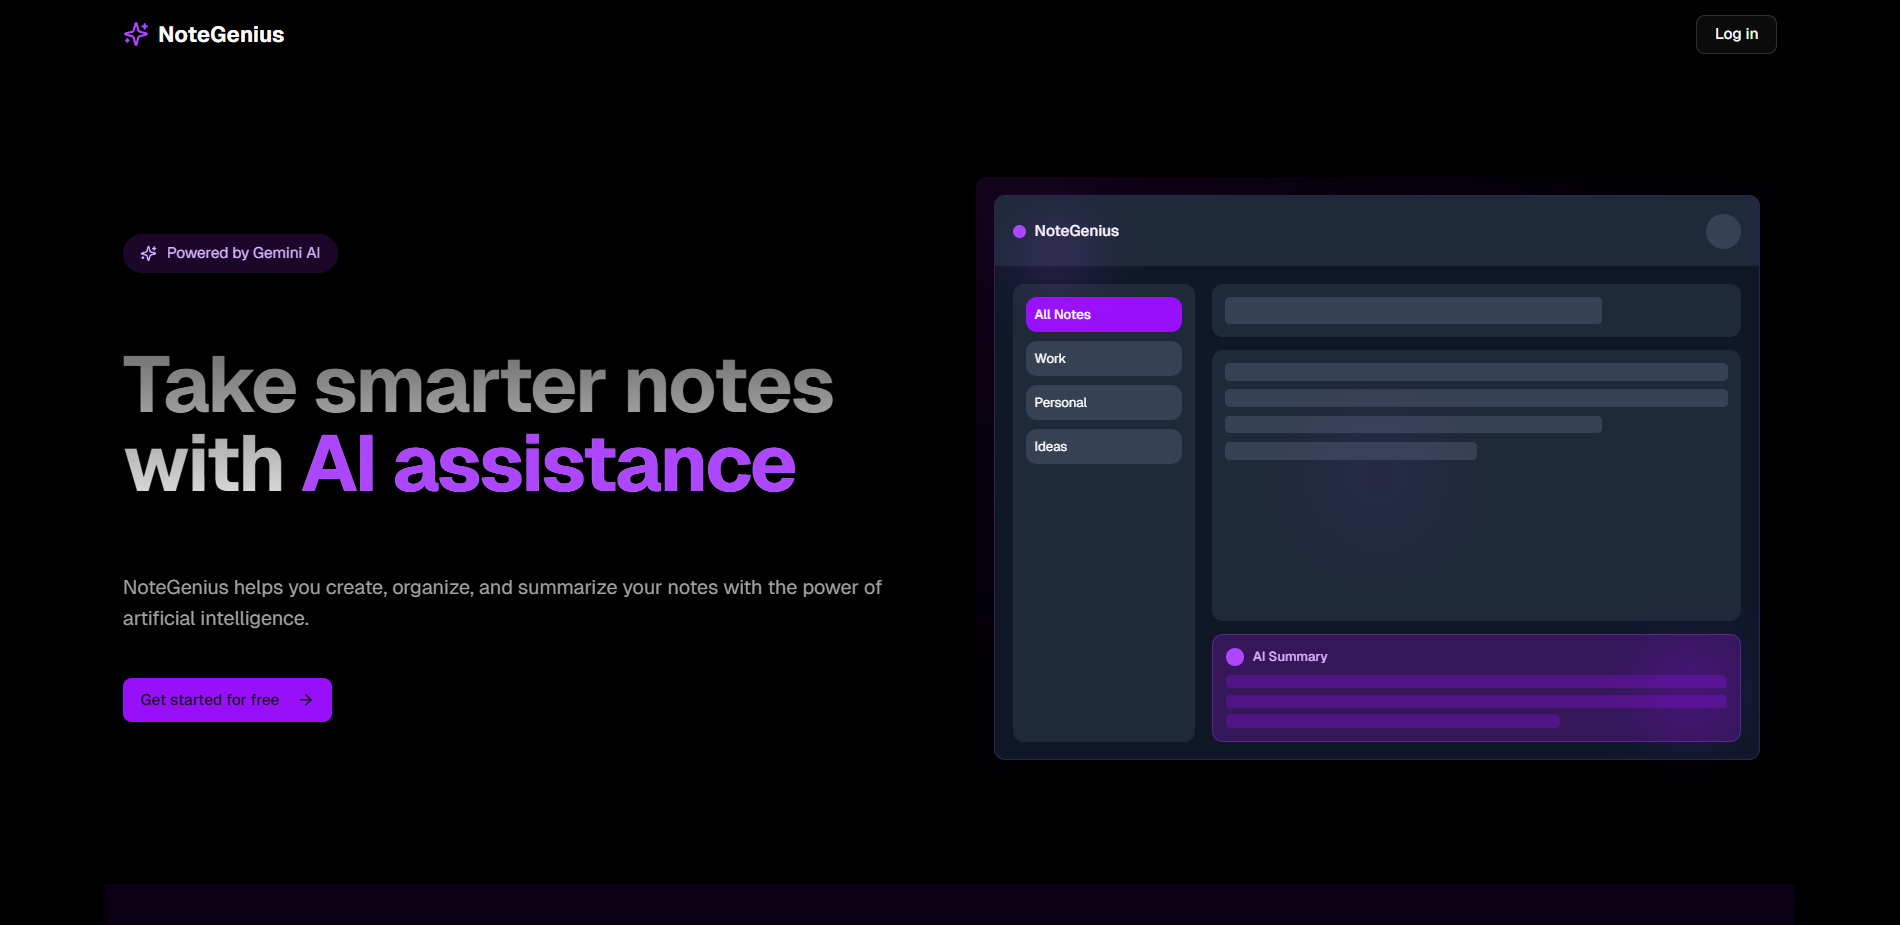 NoteGenius
Log in
Powered by Gemini AI
Take smarter notes
with AI assistance
NoteGenius helps you create, organize, and summarize your notes with the power of
artificial intelligence.
Get started for free
NoteGenius
All Notes
Work
Personal
Ideas
AI Summary